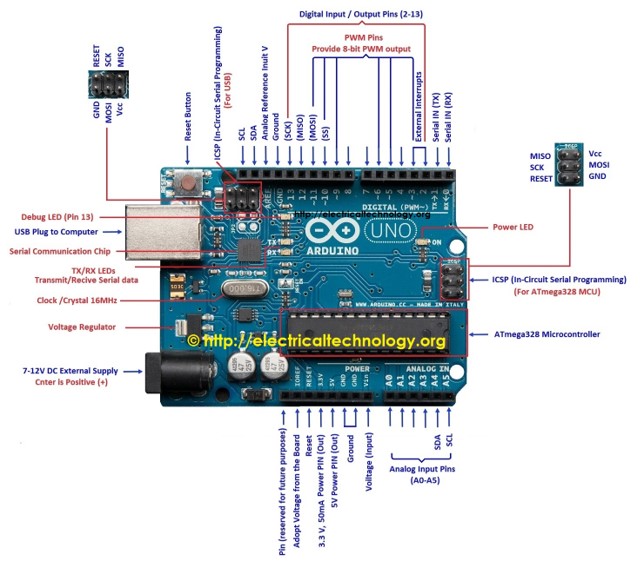 Digital Input / Output Pins (2-13)
PWM Pins
Provide 8-bit PWM output
RESET
SCK
MISO
GND
MOSI
Vcc
Reset Button
ICSP (In-Circuit Serial Programming)
(For USB)
SCL
SDA
Analog Reference Inuit V
Ground
(SCK)
(MISO)
(MOSI)
(SS)
External Interrupts
Serial IN (TX)
Serial IN (RX)
MISO
SCK
RESET
ICSP
Vcc
MOSI
GND
RESET
AREF
GND
13
12
~11
~10
~9
8
7
~6
~5
4
~3
2
TX→1
RX←0
DIGITAL (PWM~)
http://electricaltechnology.org
Debug LED (Pin 13)
USB Plug to Computer
Serial Communication Chip
TX/RX LEDs
Transmit/Recive Serial data
Clock /Crystal 16MHz
Voltage Regulator
7-12V DC External Supply
Cnter is Positive (+)
L
TX
RX
UNO
ARDUINO
ON
Power LED
ICSP
ICSP (In-Circuit Serial Programming)
(For ATmega328 MCU)
WWW.ARDUINO.CC - MADE IN ITALY
ATmega328 Microcontroller
© http://electricaltechnology.org
47
25V
47
25V
IOREF
RESET
3.3V
5V
GND
GND
Vin
POWER
ANALOG IN
A0
A1
A2
A3
A4
A5
Pin (reserved for future purposes)
Adopt Voltage from the Board
Reset
3.3 V, 50mA Power PIN (Out)
5V Power PIN (Out)
Ground
Voiltage (Input)
SDA
SCL
Analog Input Pins
(A0-A5)